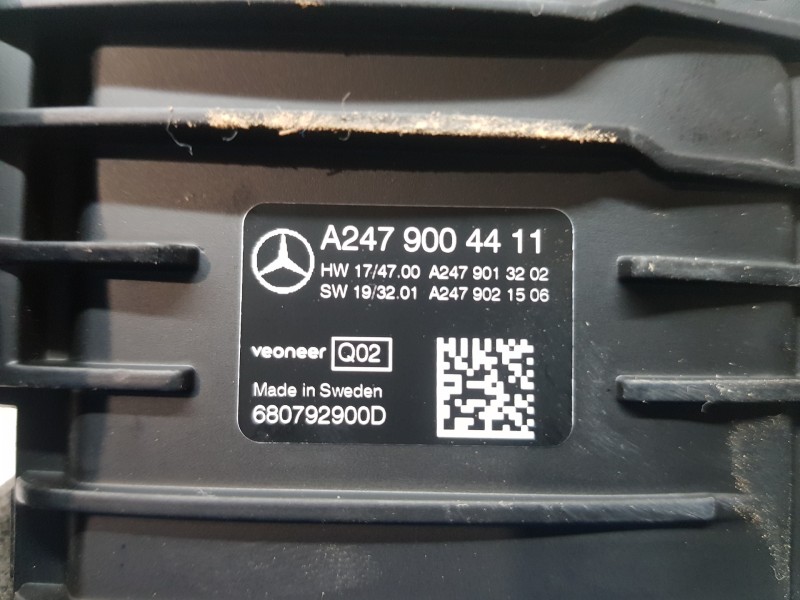 A247 900 44 11
HW 17/47.00 A247 901 32 02
SW 19/32.01 A247 902 15 06
veoneer Q02
Made in Sweden
680792900D